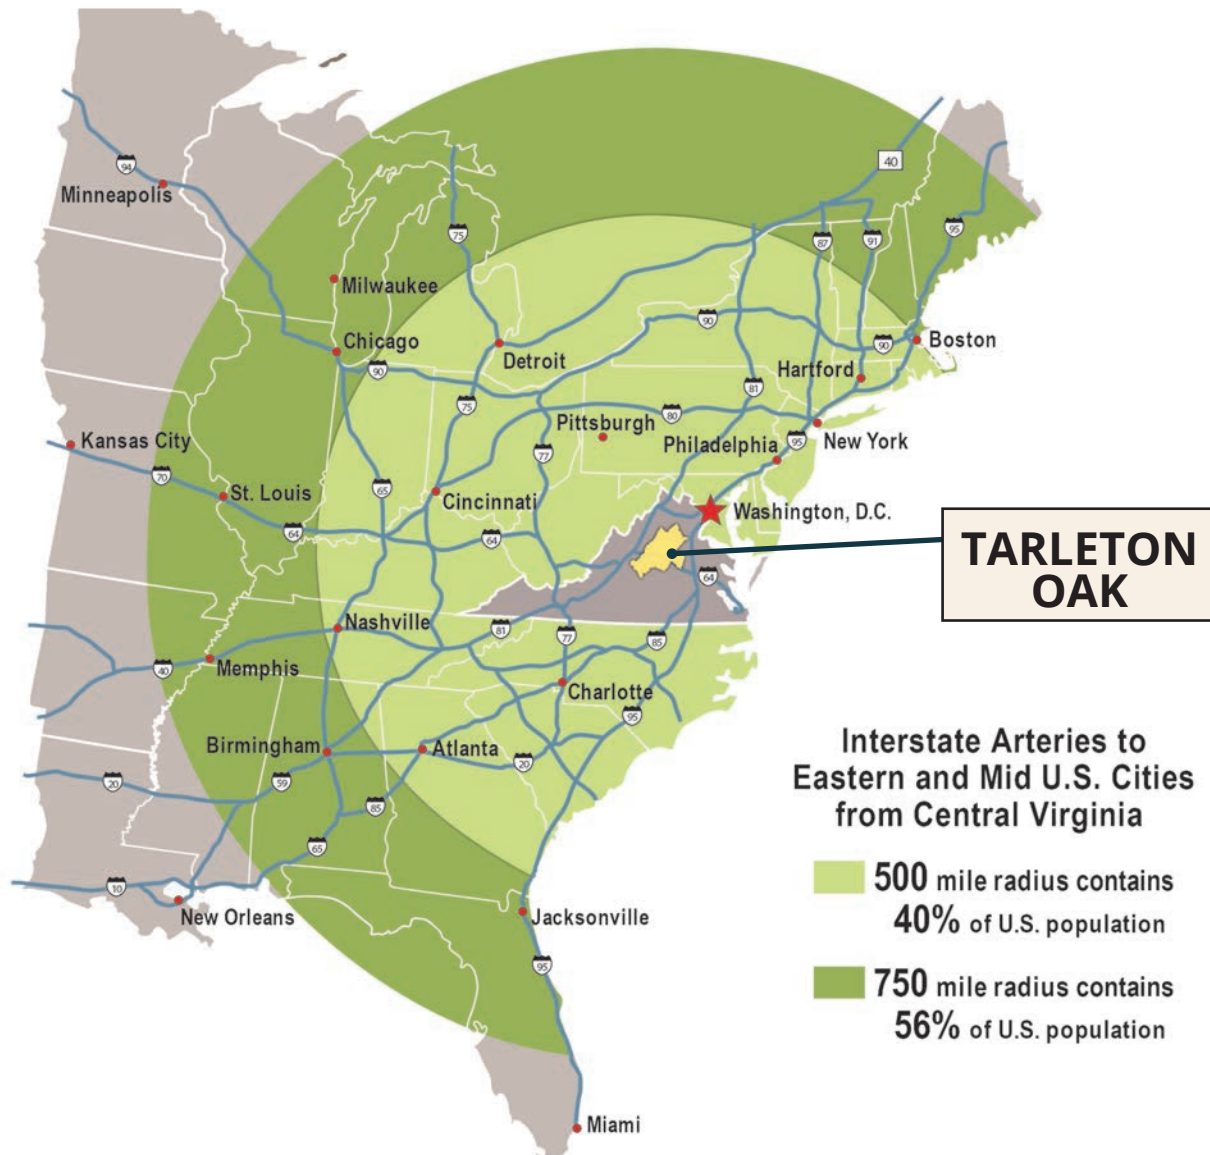 40
94
Minneapolis
75
87
91
95
Milwaukee
90
Chicago
Detroit
90
Boston
90
Hartford
75
81
80
Pittsburgh
New York
Philadelphia
95
Kansas City
77
70
St. Louis
65
Cincinnati
Washington, D.C.
64
64
TARLETON
OAK
64
Nashville
81
77
85
40
Memphis
Charlotte
95
Birmingham
Atlanta
20
20
59
85
65
10
New Orleans
Jacksonville
95
Miami
Interstate Arteries to
Eastern and Mid U.S. Cities
from Central Virginia
500 mile radius contains
40% of U.S. population
750 mile radius contains
56% of U.S. population